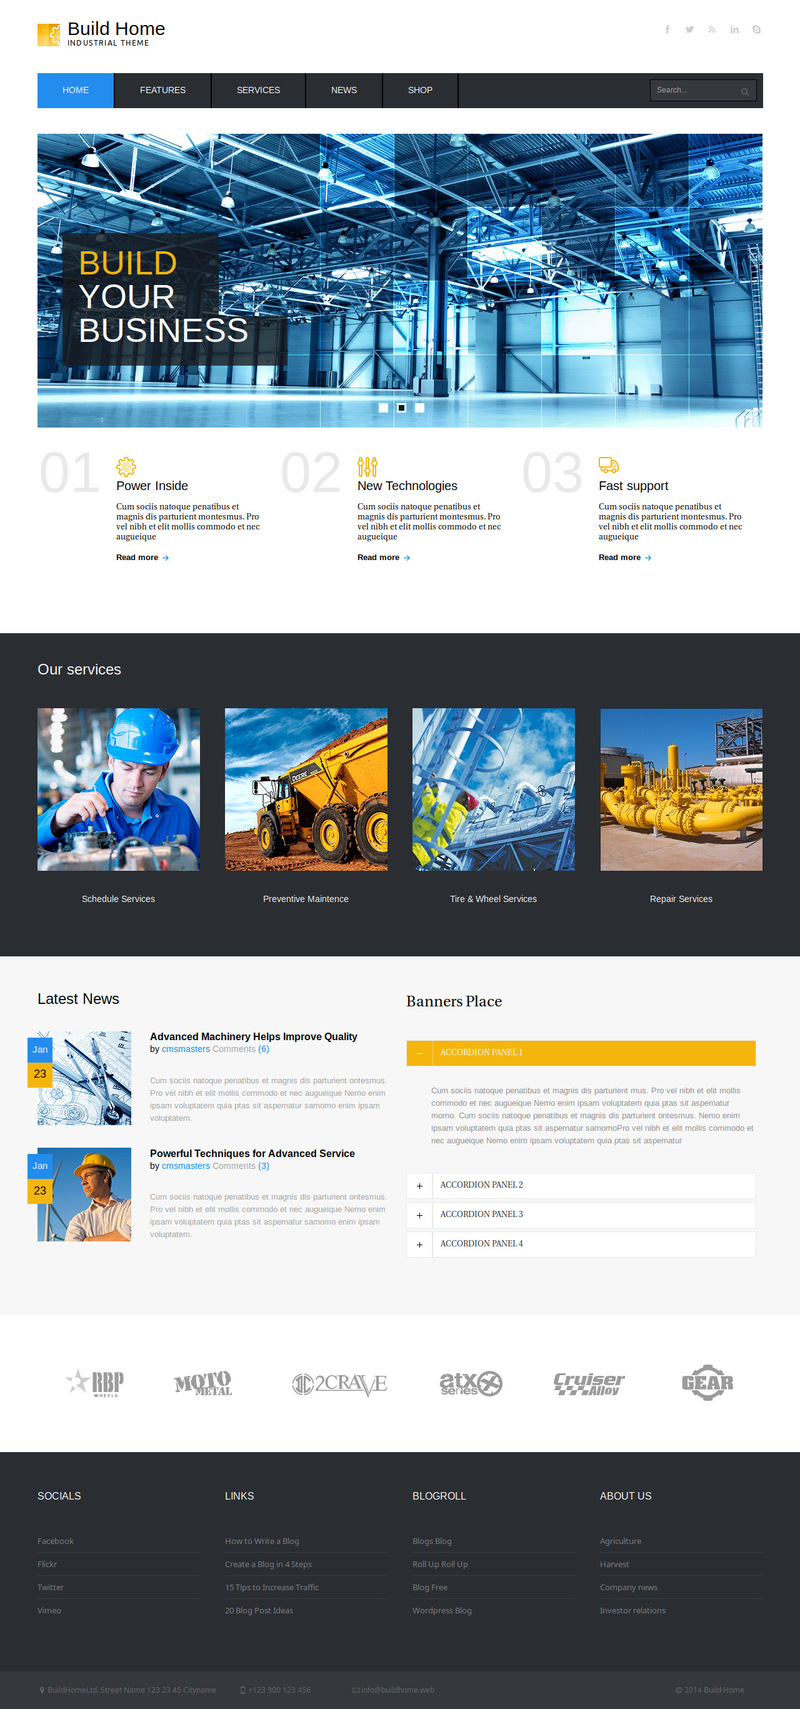 Build Home
INDUSTRIAL THEME
HOME FEATURES SERVICES NEWS SHOP Search...
BUILD
YOUR
BUSINESS
01
Power Inside
Cum sociis natoque penatibus et
magnis dis parturient montesmus. Pro
vel nibh et elit mollis commodo et nec
augueique
Read more
02
New Technologies
Cum sociis natoque penatibus et
magnis dis parturient montesmus. Pro
vel nibh et elit mollis commodo et nec
augueique
Read more
03
Fast support
Cum sociis natoque penatibus et
magnis dis parturient montesmus. Pro
vel nibh et elit mollis commodo et nec
augueique
Read more
Our services
DEERE
Schedule Services
Preventive Maintence
Tire & Wheel Services
Repair Services
Latest News
Jan
23
Advanced Machinery Helps Improve Quality
by cmsmasters Comments (6)
Cum sociis natoque penatibus et magnis dis parturient ontesmus.
Pro vel nibh et elit mollis commodo et nec augueique Nemo enim
ipsam voluptatem quia ptas sit aspernatur samomo enim ipsam
voluptatem.
Jan
23
Powerful Techniques for Advanced Service
by cmsmasters Comments (3)
Cum sociis natoque penatibus et magnis dis parturient ontesmus.
Pro vel nibh et elit mollis commodo et nec augueique Nemo enim
ipsam voluptatem quia ptas sit aspernatur samomo enim ipsam
voluptatem.
Banners Place
ACCORDION PANEL 1
Cum sociis natoque penatibus et magnis dis parturient mus. Pro vel nibh et elit mollis
commodo et nec augueique Nemo enim ipsam voluptatem quia ptas sit aspernatur
momo. Cum sociis natoque penatibus et magnis dis parturient ontesmus. Nemo enim
ipsam voluptatem quia ptas sit aspernatur samomoPro vel nibh et elit mollis commodo et
nec augueique Nemo enim ipsam voluptatem quia ptas sit aspernatur
ACCORDION PANEL 2
ACCORDION PANEL 3
ACCORDION PANEL 4
RBP
WHEELS
MOTO
METAL
2CRAVE
atx
series
Cruiser
Alloy
GEAR
SOCIALS
Facebook
Flickr
Twitter
Vimeo
LINKS
How to Write a Blog
Create a Blog in 4 Steps
15 Tips to Increase Traffic
20 Blog Post Ideas
BLOGROLL
Blogs Blog
Roll Up Roll Up
Blog Free
Wordpress Blog
ABOUT US
Agriculture
Harvest
Company news
Investor relations
BuildHomeLtd. Street Name 123 23 45 Cityname +123 900 123 456 info@buildhome.web © 2014 Build Home